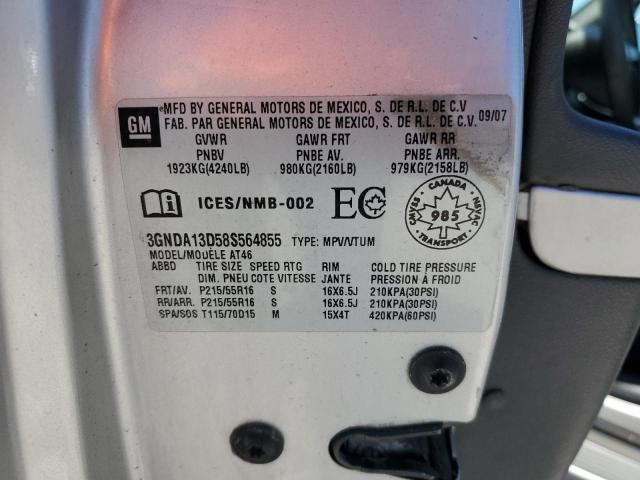 GM
MFD BY GENERAL MOTORS DE MEXICO, S. DE R.L. DE C.V
FAB. PAR GENERAL MOTORS DE MEXICO, S. DE R.L. DE C.V. 09/07
GVWR GAWR FRT GAWR RR
PNBV PNBE AV. PNBE ARR.
1923KG(4240LB) 980KG(2160LB) 979KG(2158LB)
ICES/NMB-002 EC
CANADA
CMVSS 985 NSVAC
TRANSPORT
3GNDA13D58S564855 TYPE: MPV/VTUM
MODEL/MODÈLE AT46
ABBD TIRE SIZE SPEED RTG RIM COLD TIRE PRESSURE
DIM. PNEU COTE VITESSE JANTE PRESSION À FROID
FRT/AV. P215/55R16 S 16X6.5J 210KPA(30PSI)
RR/ARR. P215/55R16 S 16X6.5J 210KPA(30PSI)
SPA/SOS T115/70D15 M 15X4T 420KPA(60PSI)